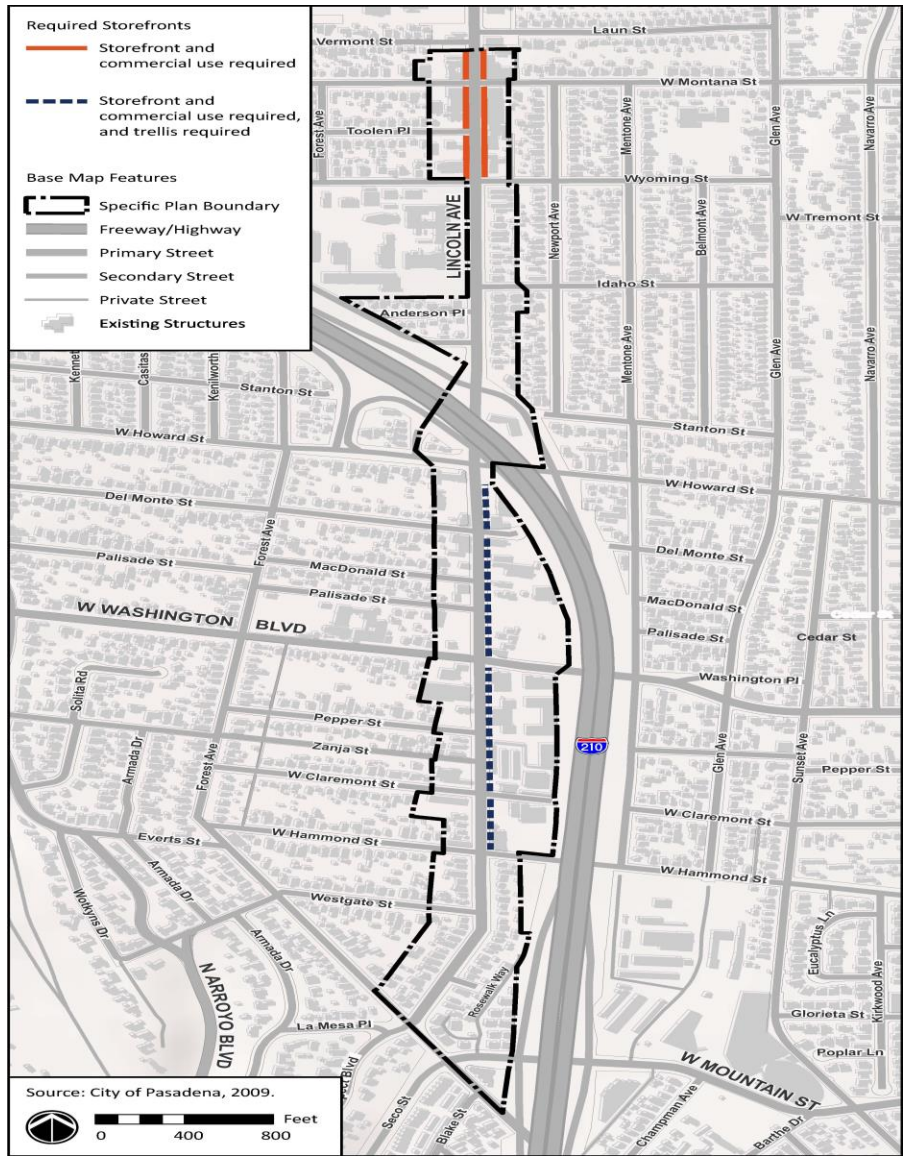 Required Storefronts
Storefront and
commercial use required
Storefront and
commercial use required,
and trellis required
Base Map Features
Specific Plan Boundary
Freeway/Highway
Primary Street
Secondary Street
Private Street
Existing Structures
Vermont St
Laun St
W Montana St
Forest Ave
Toolen Pl
Mentone Ave
Glen Ave
Navarro Ave
Wyoming St
LINCOLN AVE
Newport Ave
Belmont Ave
W Tremont St
Idaho St
Anderson Pl
Mentone Ave
Glen Ave
Navarro Ave
Kennet
Casitas
Kenilworth
Stanton St
Stanton St
W Howard St
W Howard St
Del Monte St
Forest Ave
Del Monte St
Palisade St
MacDonald St
Palisade St
MacDonald St
Palisade St
Cedar St
W WASHINGTON BLVD
Washington Pl
Solita Rd
Pepper St
Zanja St
210
Armada Dr
Forest Ave
Glen Ave
Sunset Ave
Pepper St
W Claremont St
W Claremont St
Everts St
W Hammond St
W Hammond St
Westgate St
Wotkyns Dr
Armada Dr
Armada Dr
Eucalyptus Ln
Kirkwood Ave
N ARROYO BLVD
Rosewalk Way
La Mesa Pl
Glorieta St
Poplar Ln
W MOUNTAIN ST
Seco St
Blake St
Champman Ave
Barthe Dr
Source: City of Pasadena, 2009.
Feet
0 400 800